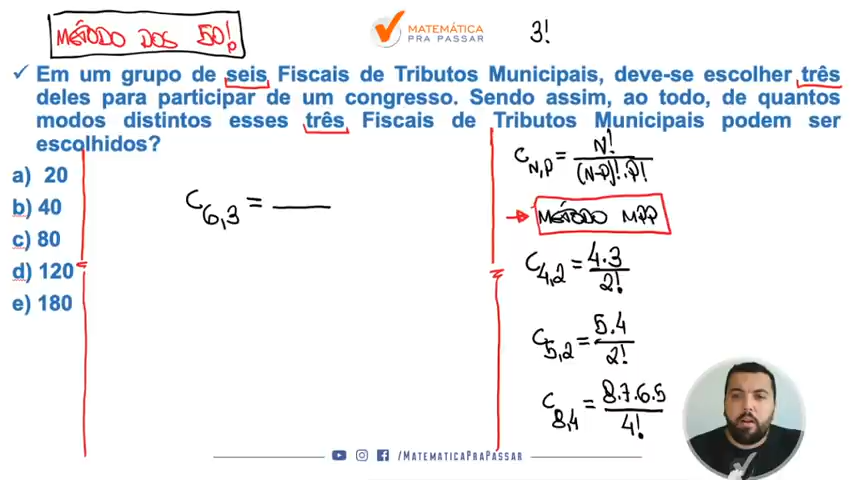 MÉTODO DOS 50!
P
MATEMÁTICA
PRA PASSAR
3!
✓ Em um grupo de seis Fiscais de Tributos Municipais, deve-se escolher três
deles para participar de um congresso. Sendo assim, ao todo, de quantos
modos distintos esses três Fiscais de Tributos Municipais podem ser
escolhidos?
a) 20
b) 40
c) 80
d) 120
e) 180
C6,3 =
CN,P = N! / (N-P)! · P!
MÉTODO MPP
C4,2 = 4·3 / 2!
C5,2 = 5.4 / 2!
C8,4 = 8.7.6.5 / 4!
/MATEMATICAPRAPASSAR